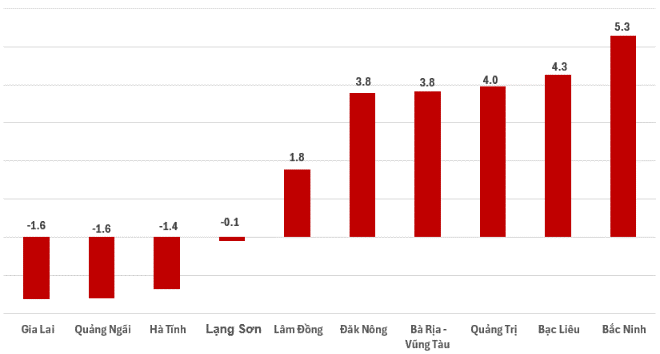 5.3
4.3
4.0
3.8
3.8
1.8
-0.1
-1.4
-1.6
-1.6
Gia Lai
Quảng Ngãi
Hà Tĩnh
Lạng Sơn
Lâm Đồng
Đăk Nông
Bà Rịa -
Vũng Tàu
Quảng Trị
Bạc Liêu
Bắc Ninh